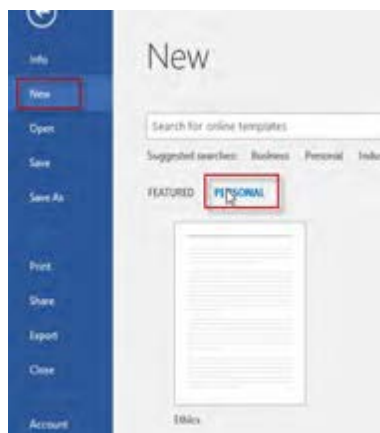 Info
New
Open
Save
Save As
Print
Share
Export
Close
Account
New
Search for online templates
Suggested searches: Business Personal
FEATURED PERSONAL
Ethics